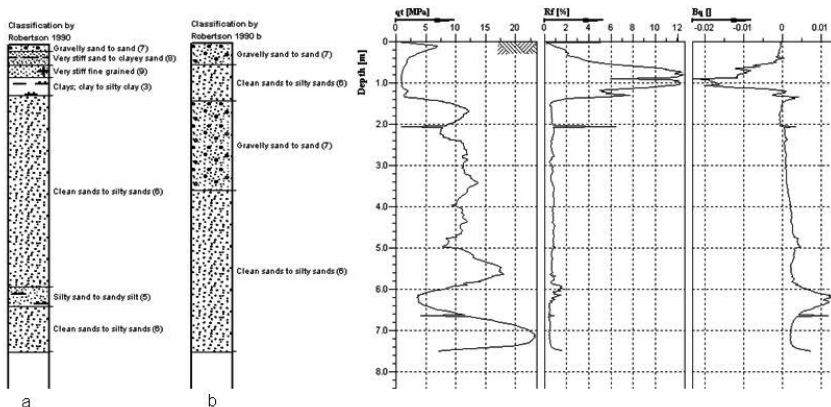 Classification by
Robertson 1990
Gravelly sand to sand (7)
Very stiff sand to clayey sand (8)
Very stiff fine grained (9)
Clays; clay to silty clay (3)
Clean sands to silty sands (6)
Silty sand to sandy silt (5)
Clean sands to silty sands (6)
a
Classification by
Robertson 1990 b
Gravelly sand to sand (7)
Clean sands to silty sands (6)
Gravelly sand to sand (7)
Clean sands to silty sands (6)
b
qt [MPa]
0 5 10 15 20
Depth [m]
0
1.0
2.0
3.0
4.0
5.0
6.0
7.0
8.0
Rf [%]
0 2 4 6 8 10 12
Bq []
-0.02 -0.01 0 0.01